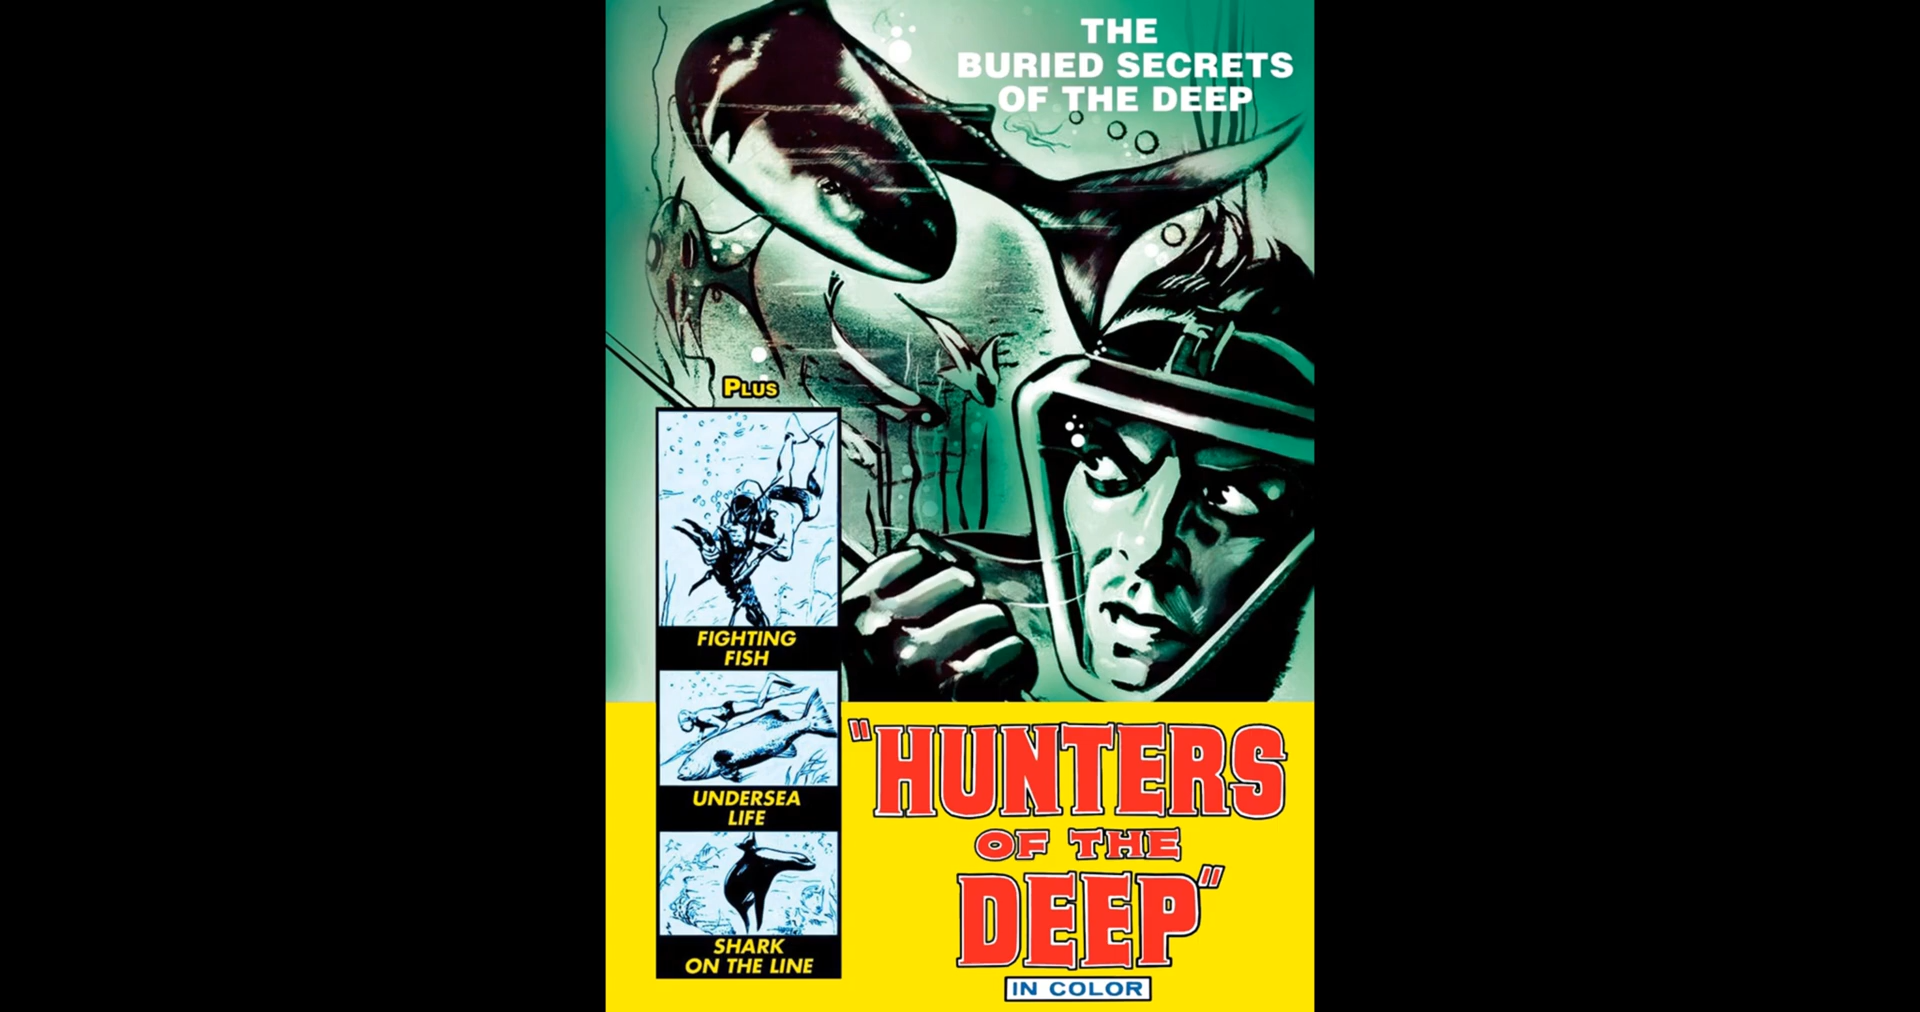 THE
BURIED SECRETS
OF THE DEEP
PLUS
FIGHTING
FISH
UNDERSEA
LIFE
SHARK
ON THE LINE
"HUNTERS
OF THE
DEEP"
IN COLOR